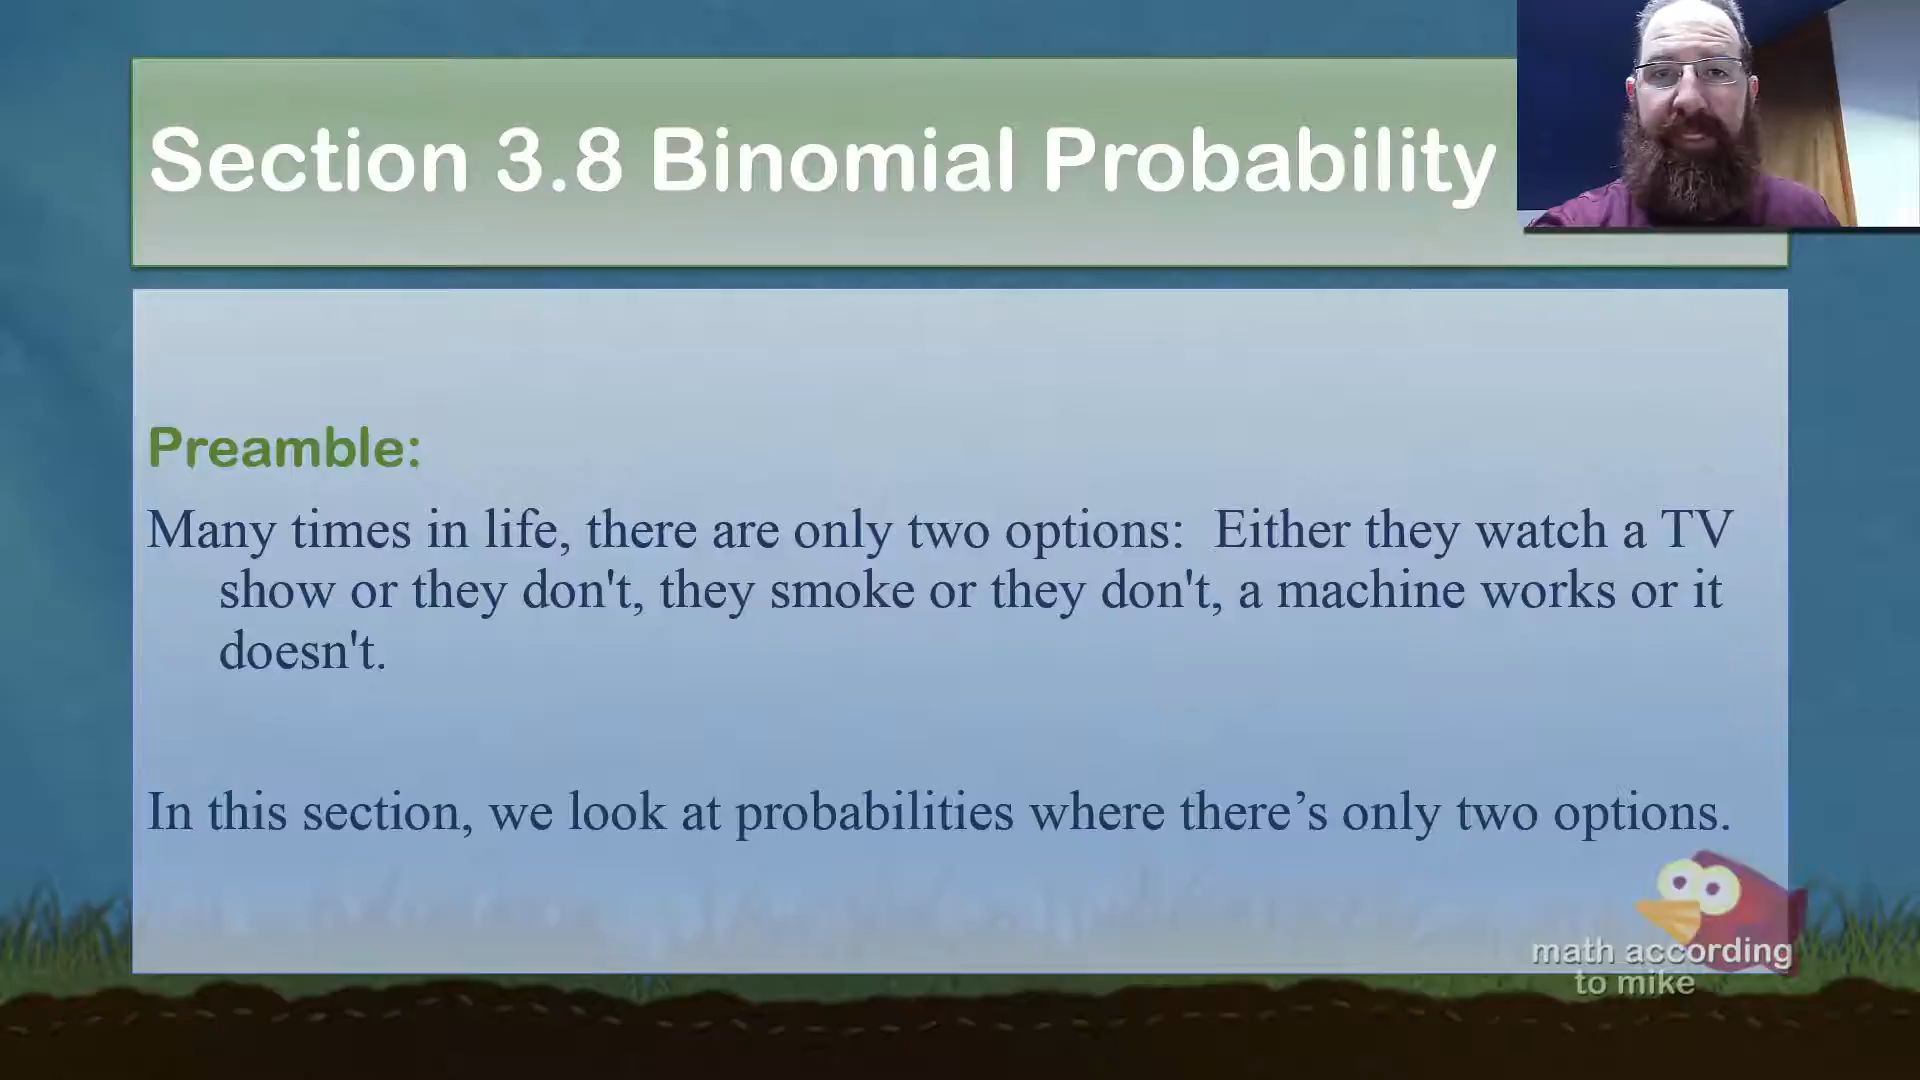 Section 3.8 Binomial Probability
Preamble:
Many times in life, there are only two options:  Either they watch a TV
show or they don't, they smoke or they don't, a machine works or it
doesn't.
In this section, we look at probabilities where there’s only two options.
math according
to mike